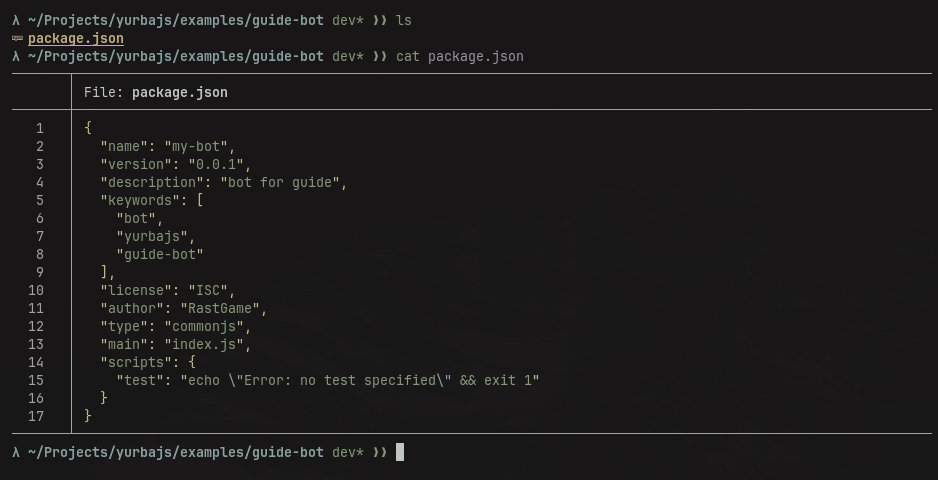 λ ~/Projects/yurbajs/examples/guide-bot dev* ❯❯ ls
package.json
λ ~/Projects/yurbajs/examples/guide-bot dev* ❯❯ cat package.json
File: package.json
1 {
2   "name": "my-bot",
3   "version": "0.0.1",
4   "description": "bot for guide",
5   "keywords": [
6     "bot",
7     "yurbajs",
8     "guide-bot"
9   ],
10   "license": "ISC",
11   "author": "RastGame",
12   "type": "commonjs",
13   "main": "index.js",
14   "scripts": {
15     "test": "echo \"Error: no test specified\" && exit 1"
16   }
17 }
λ ~/Projects/yurbajs/examples/guide-bot dev* ❯❯